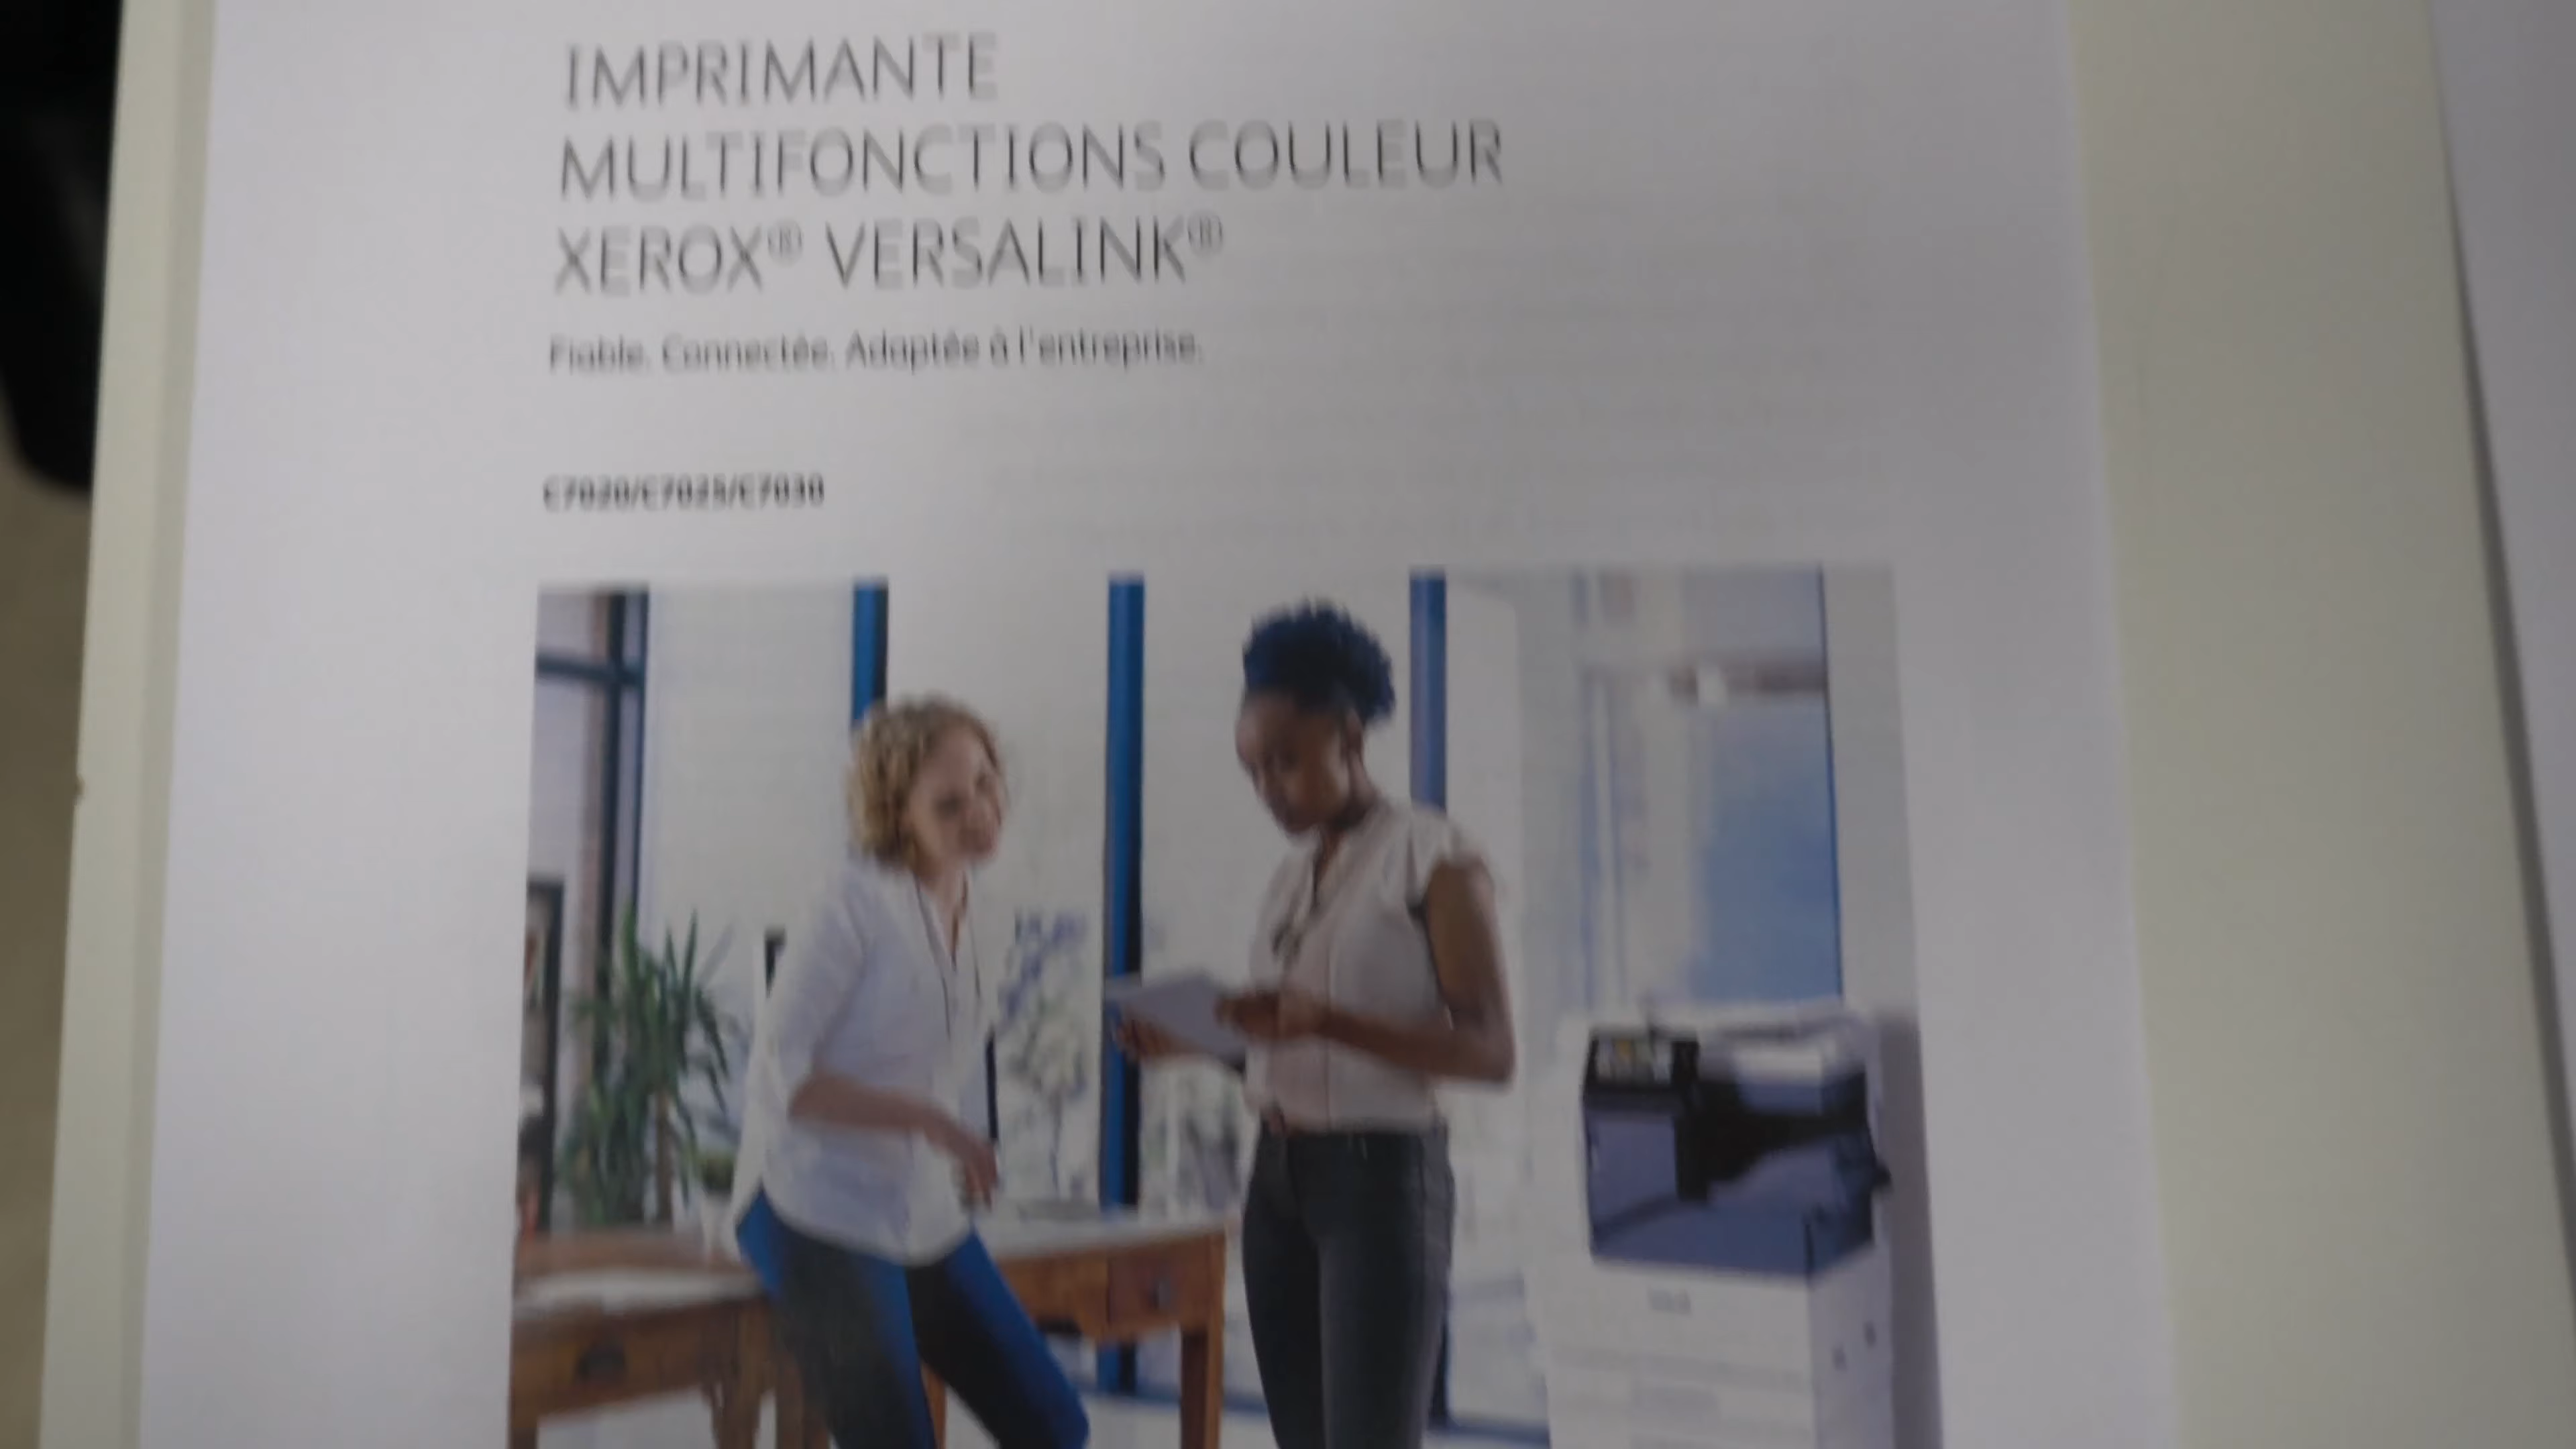 IMPRIMANTE
MULTIFONCTIONS COULEUR
XEROX® VERSALINK®
Fiable. Connectée. Adaptée à l'entreprise.
C7020/C7025/C7030